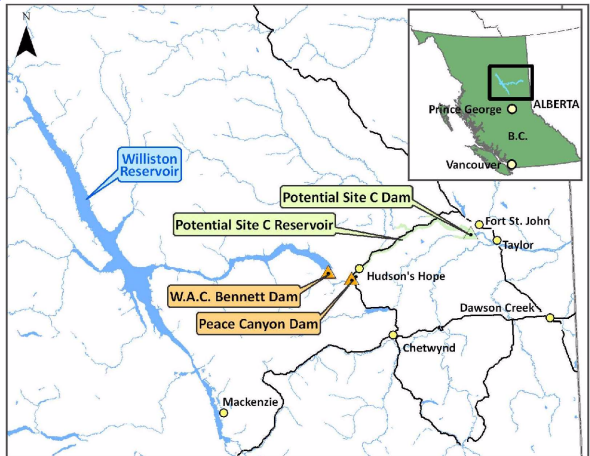 N
Prince George
ALBERTA
B.C.
Vancouver
Williston
Reservoir
Potential Site C Dam
Potential Site C Reservoir
Fort St. John
Taylor
Hudson's Hope
W.A.C. Bennett Dam
Peace Canyon Dam
Dawson Creek
Chetwynd
Mackenzie